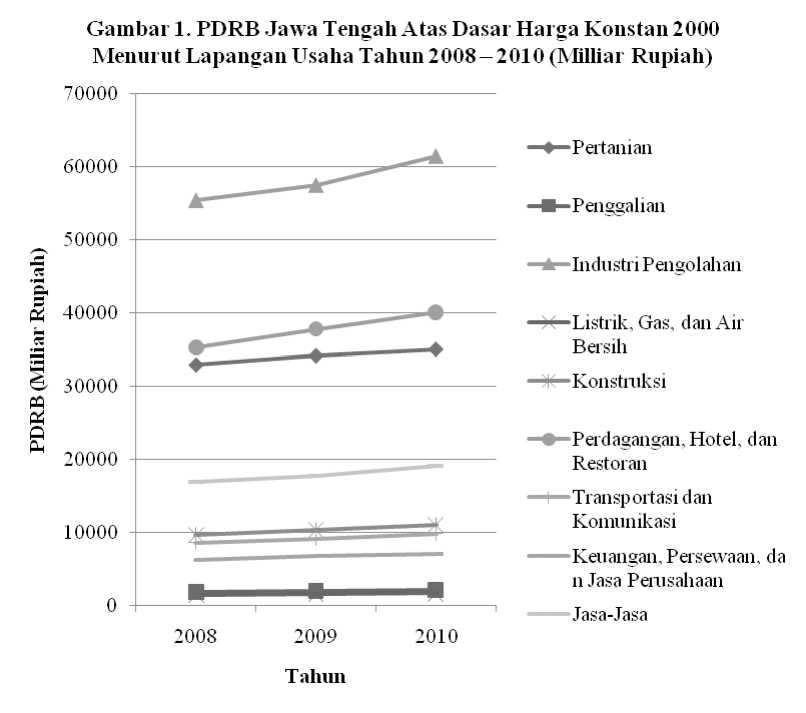 Gambar 1. PDRB Jawa Tengah Atas Dasar Harga Konstan 2000
Menurut Lapangan Usaha Tahun 2008 – 2010 (Milliar Rupiah)
PDRB (Miliar Rupiah)
70000
60000
50000
40000
30000
20000
10000
0
2008
2009
2010
Tahun
Pertanian
Penggalian
Industri Pengolahan
Listrik, Gas, dan Air
Bersih
Konstruksi
Perdagangan, Hotel, dan
Restoran
Transportasi dan
Komunikasi
Keuangan, Persewaan, da
n Jasa Perusahaan
Jasa-Jasa